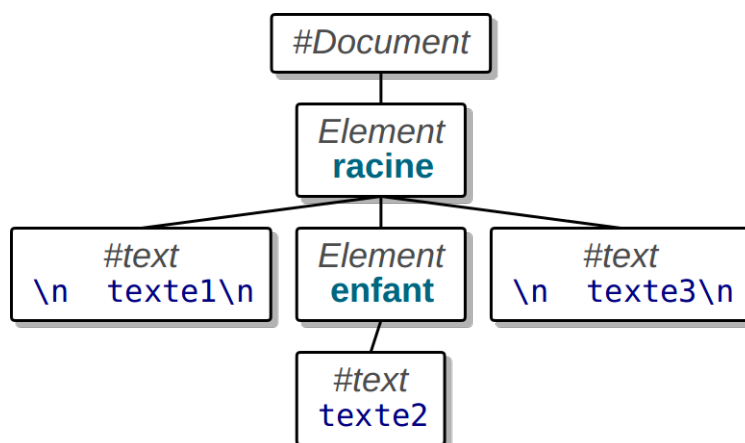 #Document
Element
racine
#text
\n  texte1\n
Element
enfant
#text
\n  texte3\n
#text
texte2